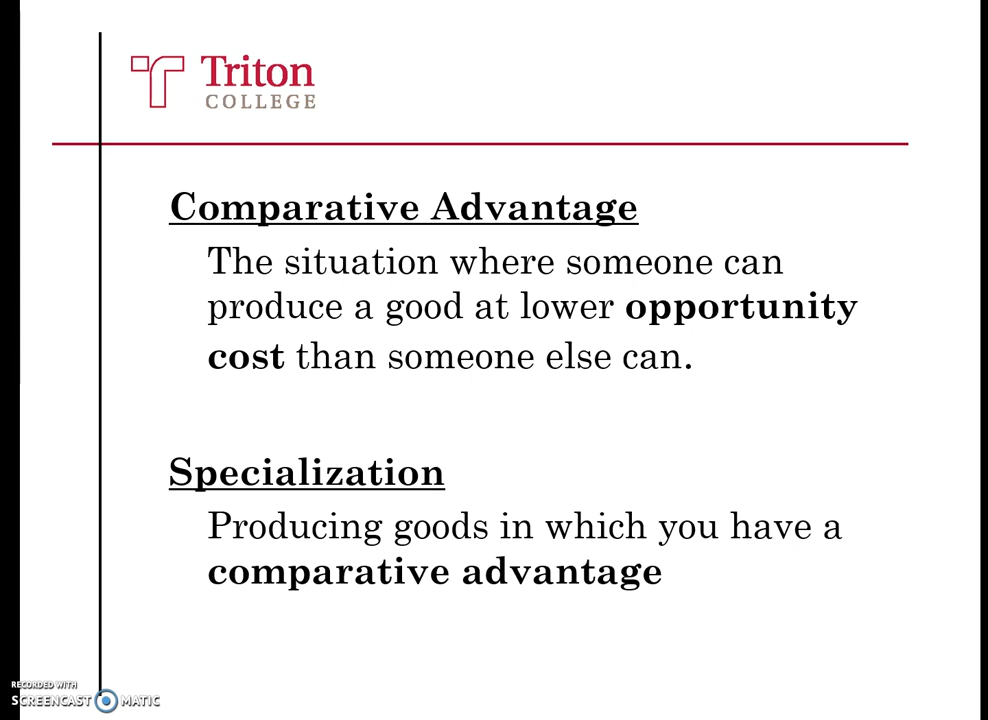 Triton
COLLEGE
Comparative Advantage
The situation where someone can
produce a good at lower opportunity
cost than someone else can.
Specialization
Producing goods in which you have a
comparative advantage
RECORDED WITH
SCREENCAST MATIC